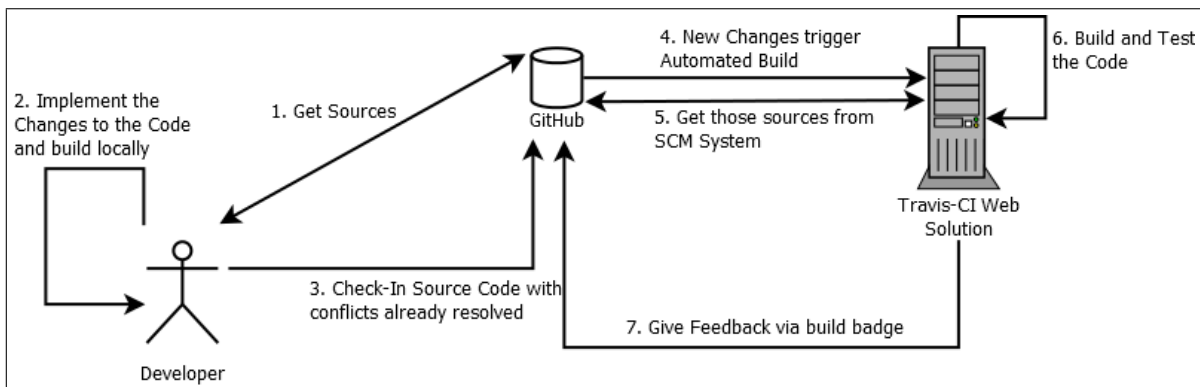 2. Implement the
Changes to the Code
and build locally
1. Get Sources
GitHub
4. New Changes trigger
Automated Build
5. Get those sources from
SCM System
6. Build and Test
the Code
Travis-CI Web
Solution
3. Check-In Source Code with
conflicts already resolved
7. Give Feedback via build badge
Developer